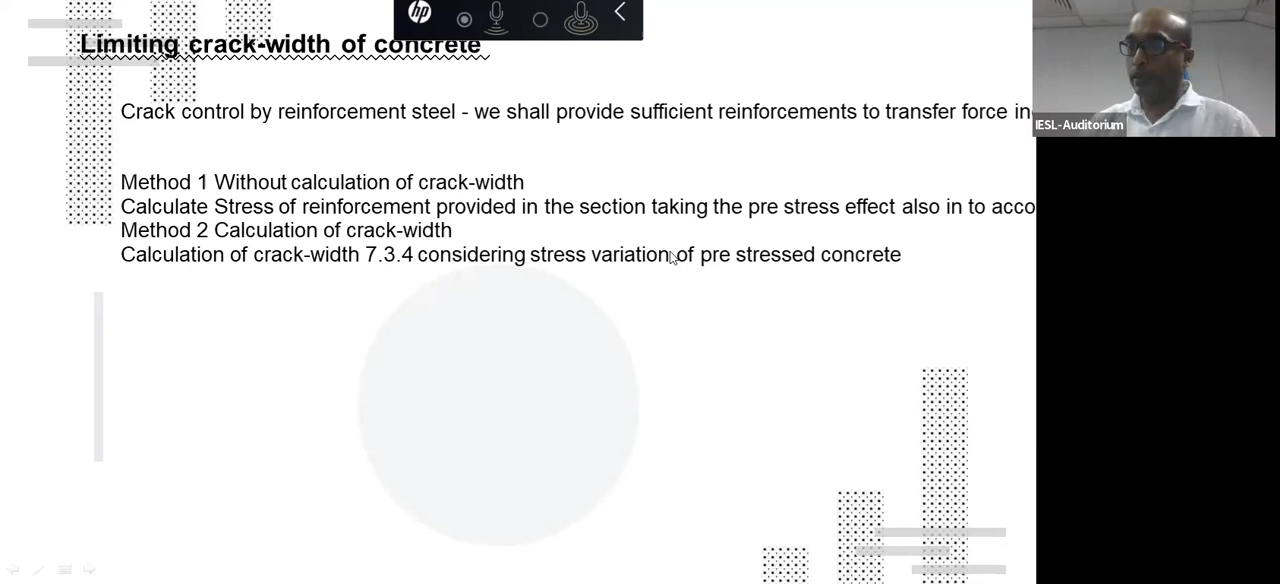 hp
Limiting crack-width of concrete
Crack control by reinforcement steel - we shall provide sufficient reinforcements to transfer force in
IESL-Auditorium
Method 1 Without calculation of crack-width
Calculate Stress of reinforcement provided in the section taking the pre stress effect also in to acco
Method 2 Calculation of crack-width
Calculation of crack-width 7.3.4 considering stress variation of pre stressed concrete